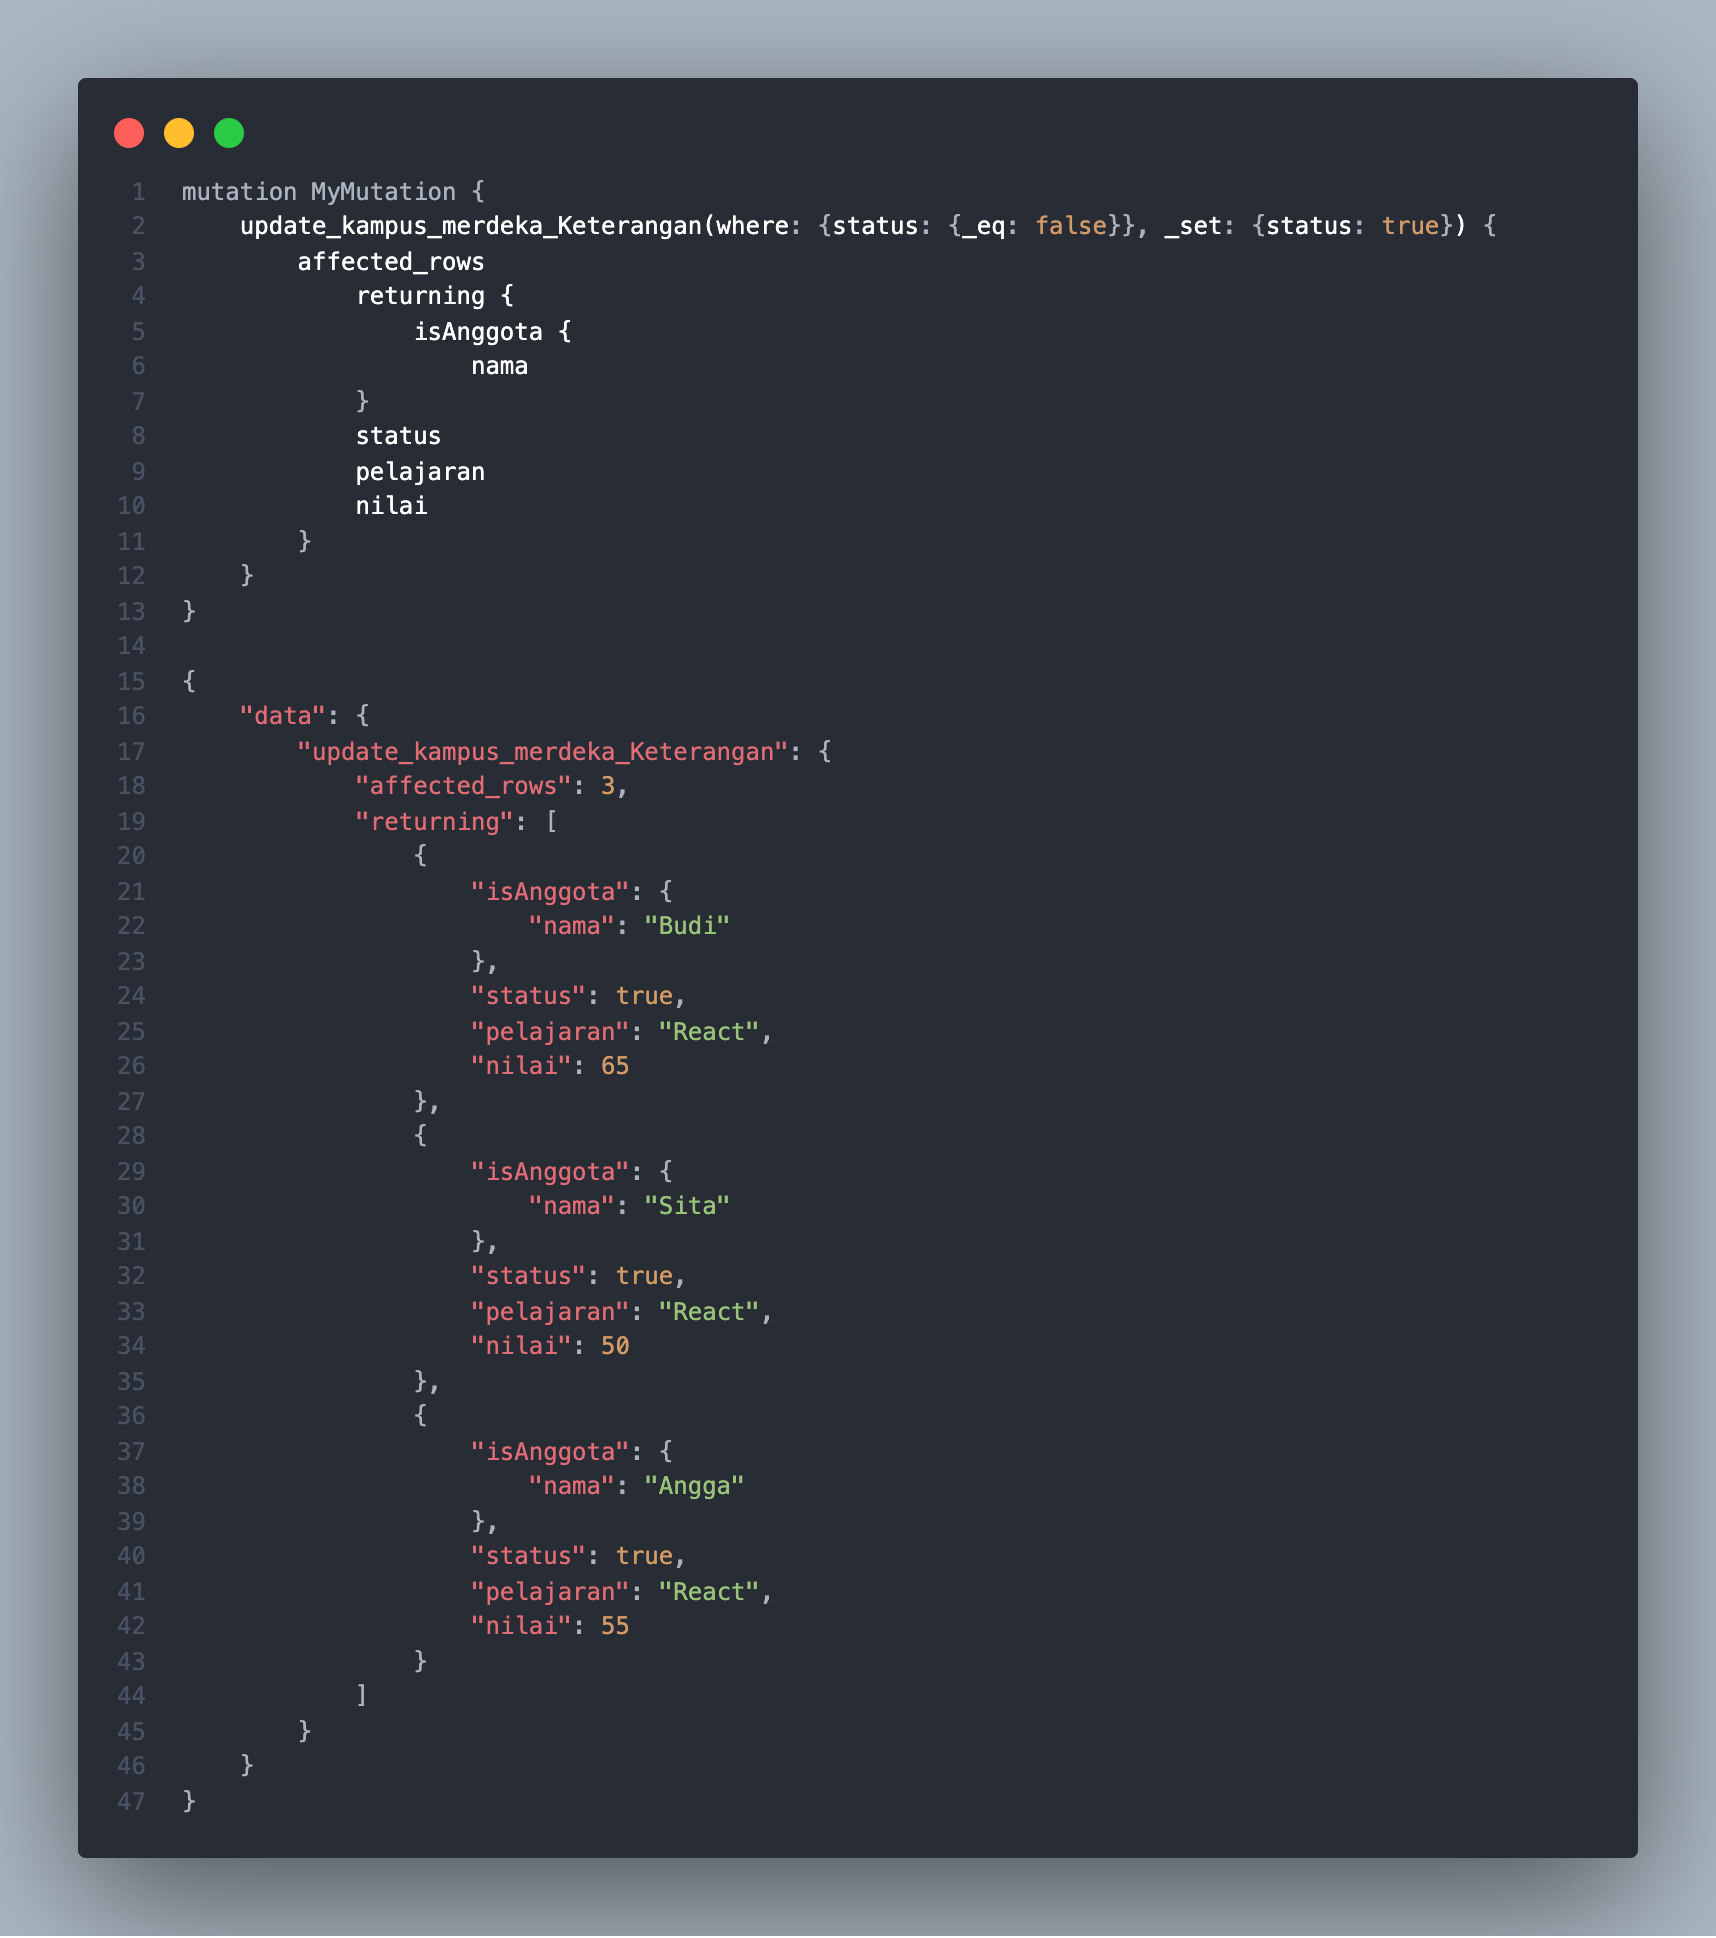 1 mutation MyMutation {
2     update_kampus_merdeka_Keterangan(where: {status: {_eq: false}}, _set: {status: true}) {
3         affected_rows
4             returning {
5                 isAnggota {
6                     nama
7             }
8             status
9             pelajaran
10             nilai
11         }
12     }
13 }
14
15 {
16     "data": {
17         "update_kampus_merdeka_Keterangan": {
18             "affected_rows": 3,
19             "returning": [
20                 {
21                     "isAnggota": {
22                         "nama": "Budi"
23                     },
24                     "status": true,
25                     "pelajaran": "React",
26                     "nilai": 65
27                 },
28                 {
29                     "isAnggota": {
30                         "nama": "Sita"
31                     },
32                     "status": true,
33                     "pelajaran": "React",
34                     "nilai": 50
35                 },
36                 {
37                     "isAnggota": {
38                         "nama": "Angga"
39                     },
40                     "status": true,
41                     "pelajaran": "React",
42                     "nilai": 55
43                 }
44             ]
45         }
46     }
47 }